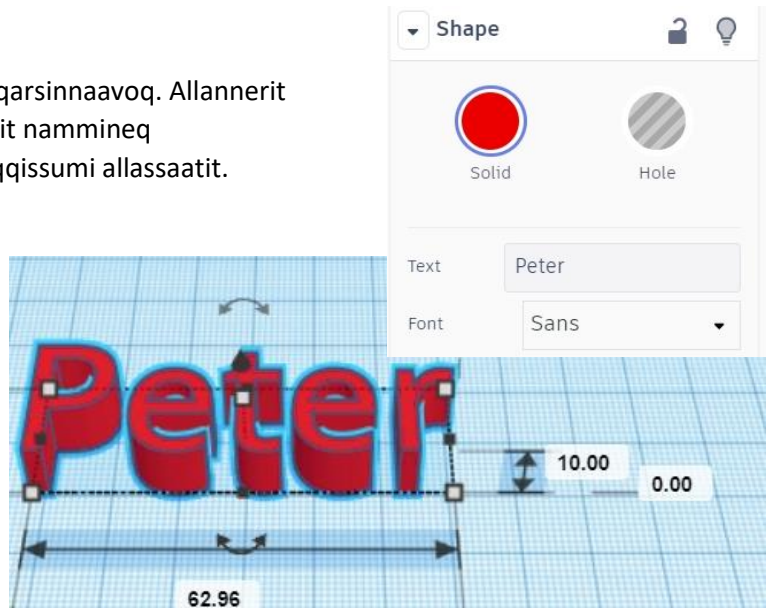 Shape
qarsinnaavoq. Allannerit
it nammineq
qqissumi allassaatit.
Solid
Hole
Text
Peter
Font
Sans
Peter
10.00
0.00
62.96